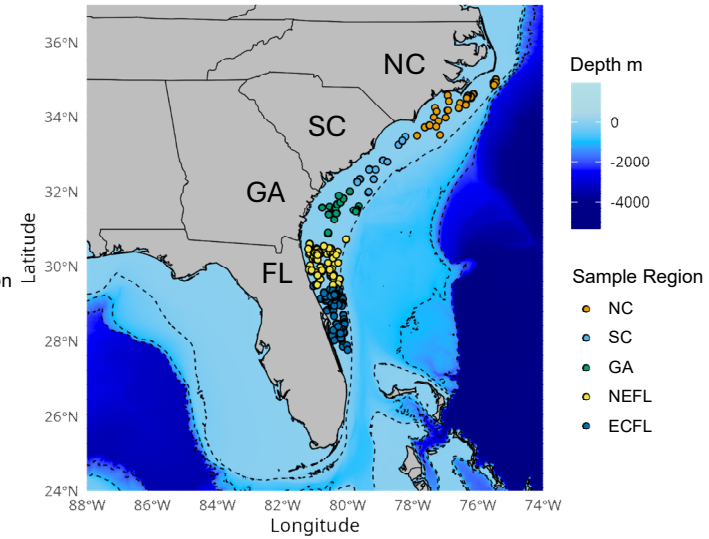 36°N
34°N
32°N
30°N
28°N
26°N
24°N
88°W 86°W 84°W 82°W 80°W 78°W 76°W 74°W
Longitude
Latitude
on
NC
SC
GA
FL
Depth m
0
-2000
-4000
Sample Region
NC
SC
GA
NEFL
ECFL